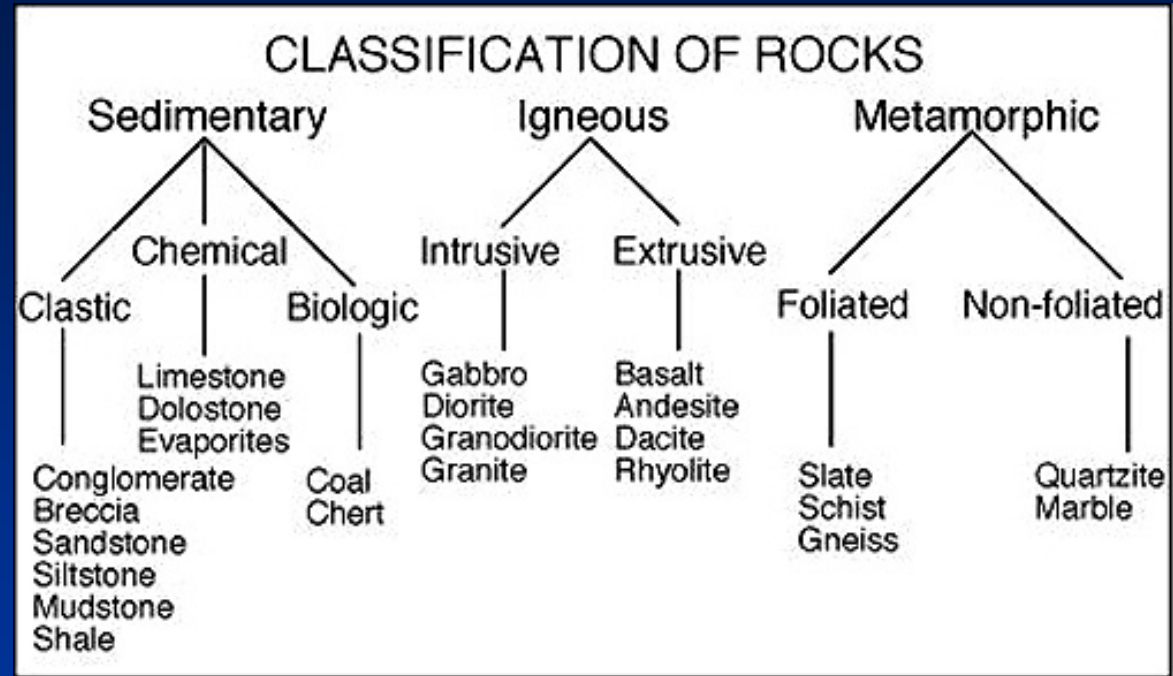 CLASSIFICATION OF ROCKS
Sedimentary
Igneous
Metamorphic
Clastic
Chemical
Biologic
Intrusive
Extrusive
Foliated
Non-foliated
Conglomerate
Breccia
Sandstone
Siltstone
Mudstone
Shale
Limestone
Dolostone
Evaporites
Coal
Chert
Gabbro
Diorite
Granodiorite
Granite
Basalt
Andesite
Dacite
Rhyolite
Slate
Schist
Gneiss
Quartzite
Marble